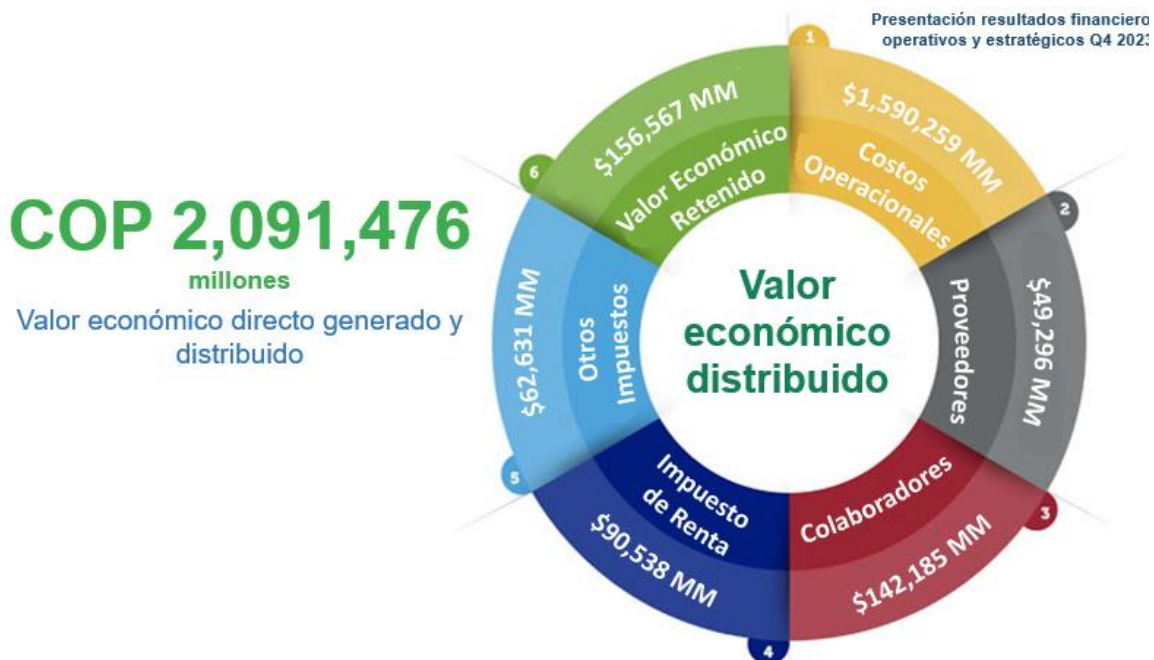 Presentación resultados financiero
operativos y estratégicos Q4 2023
COP 2,091,476
millones
Valor económico directo generado y
distribuido
Valor
económico
distribuido
1
$1,590,259 MM
Costos
Operacionales
2
$49,296 MM
Proveedores
3
$142,185 MM
Colaboradores
4
$90,538 MM
Impuesto
de Renta
5
$62,631 MM
Otros
Impuestos
6
$156,567 MM
Valor Económico
Retenido